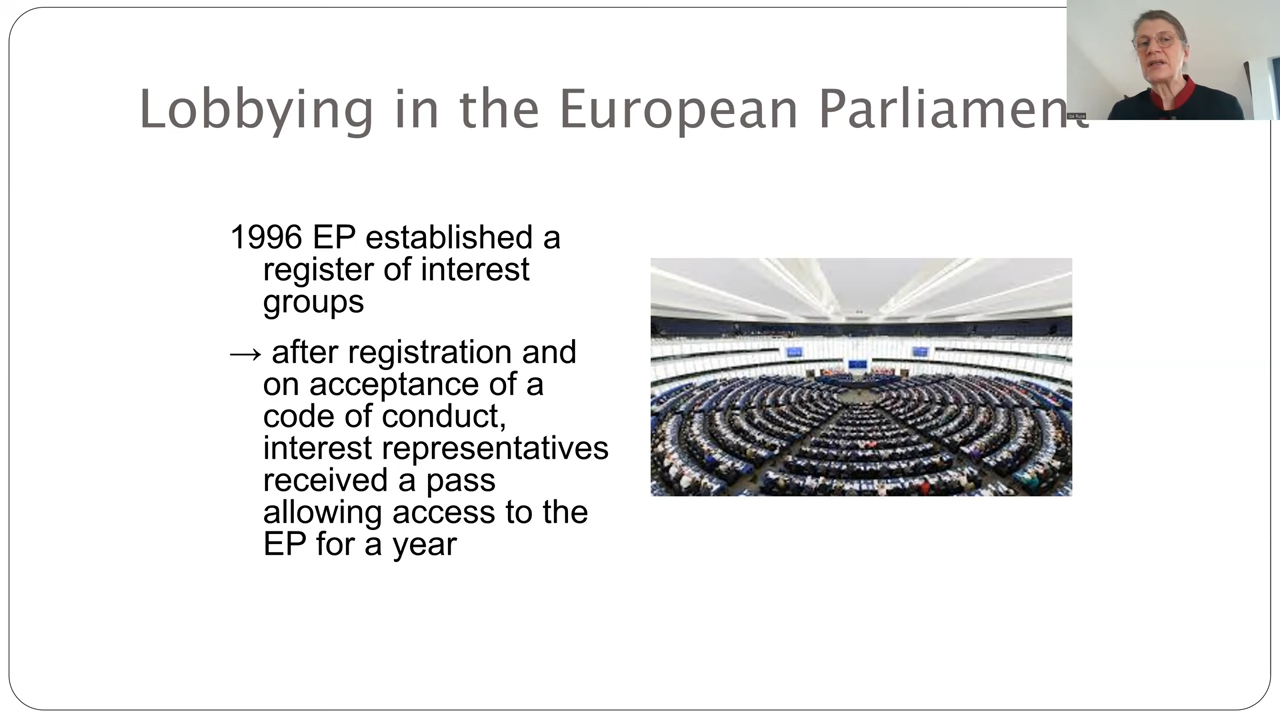 Lobbying in the European Parliament
1996 EP established a
register of interest
groups
→ after registration and
on acceptance of a
code of conduct,
interest representatives
received a pass
allowing access to the
EP for a year